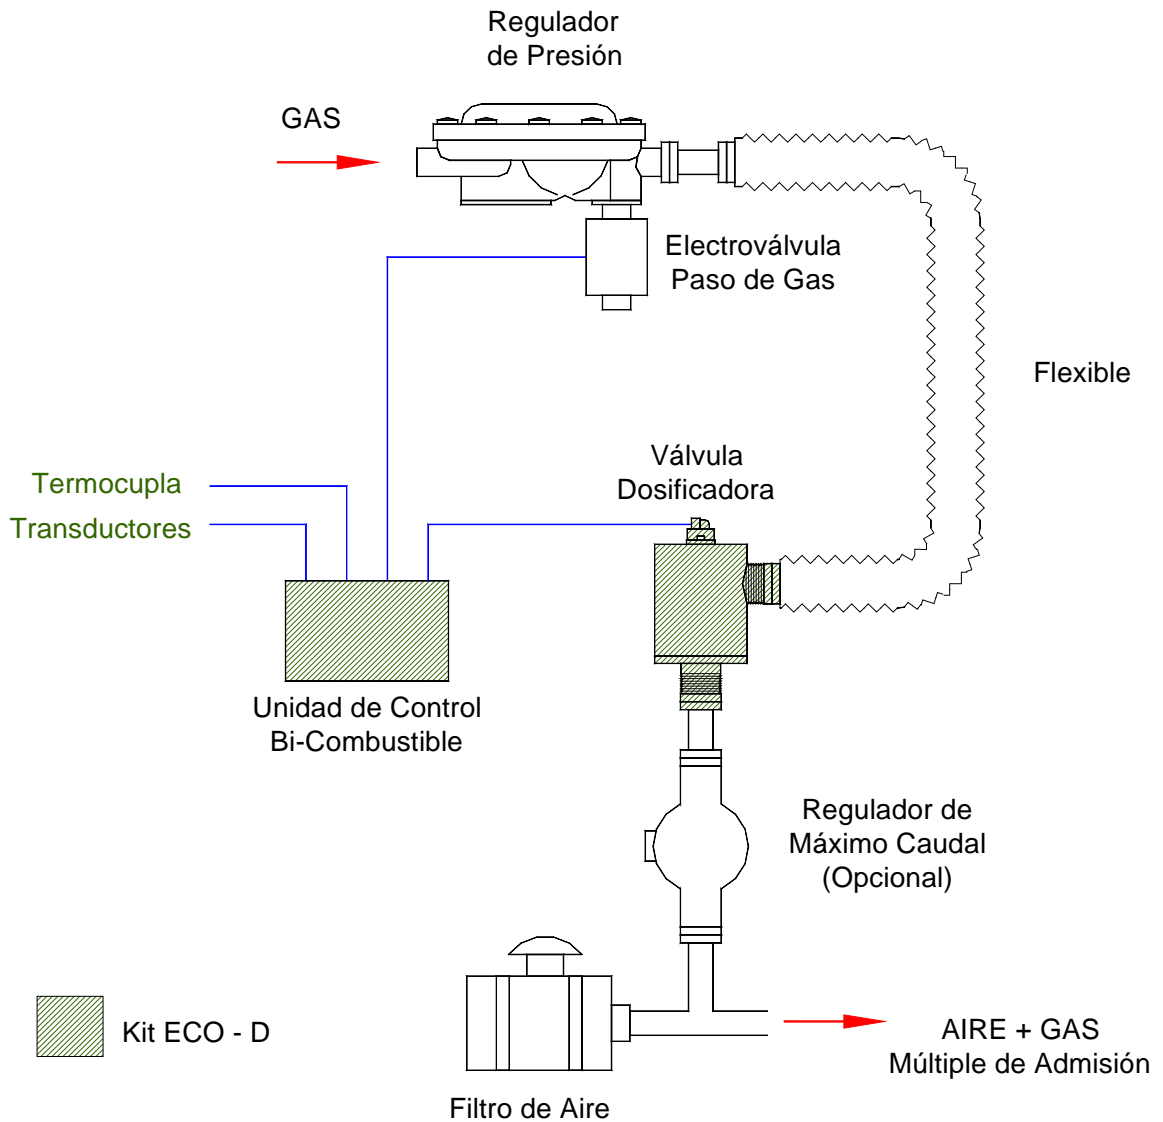 Regulador
de Presión
GAS
Electroválvula
Paso de Gas
Flexible
Válvula
Dosificadora
Termocupla
Transductores
Unidad de Control
Bi-Combustible
Regulador de
Máximo Caudal
(Opcional)
Kit ECO - D
AIRE + GAS
Múltiple de Admisión
Filtro de Aire